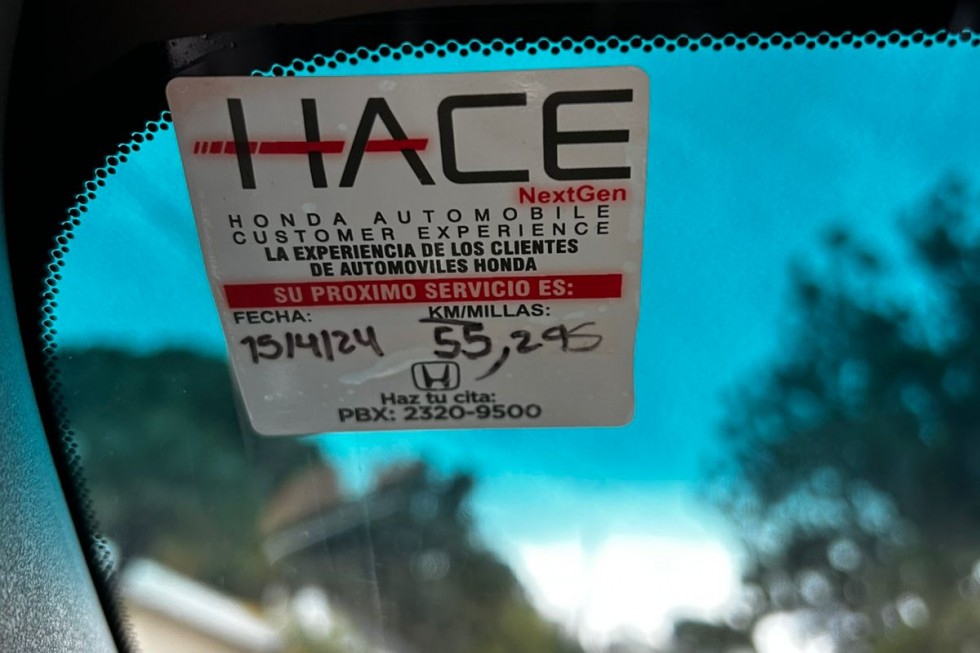 HACE
NextGen
HONDA AUTOMOBILE
CUSTOMER EXPERIENCE
LA EXPERIENCIA DE LOS CLIENTES
DE AUTOMOVILES HONDA
SU PROXIMO SERVICIO ES:
FECHA: KM/MILLAS:
15/4/24 55,295
Haz tu cita:
PBX: 2320-9500